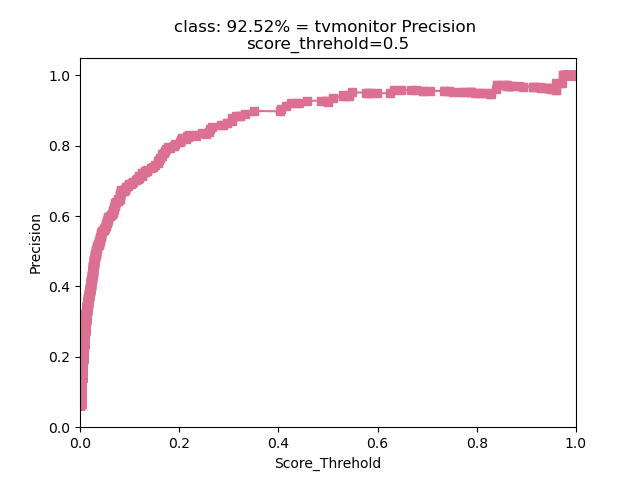 class: 92.52% = tvmonitor Precision
score_threhold=0.5
1.0
0.8
0.6
0.4
0.2
0.0
Precision
0.0 0.2 0.4 0.6 0.8 1.0
Score_Threhold